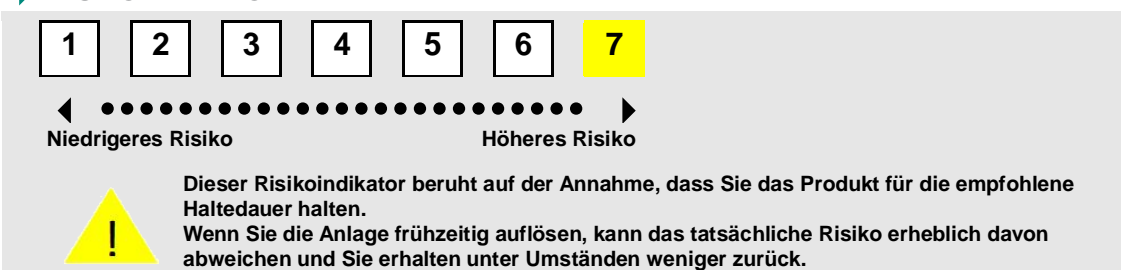 1 2 3 4 5 6 7
Niedrigeres Risiko Höheres Risiko
Dieser Risikoindikator beruht auf der Annahme, dass Sie das Produkt für die empfohlene
Haltedauer halten.
!
Wenn Sie die Anlage frühzeitig auflösen, kann das tatsächliche Risiko erheblich davon
abweichen und Sie erhalten unter Umständen weniger zurück.